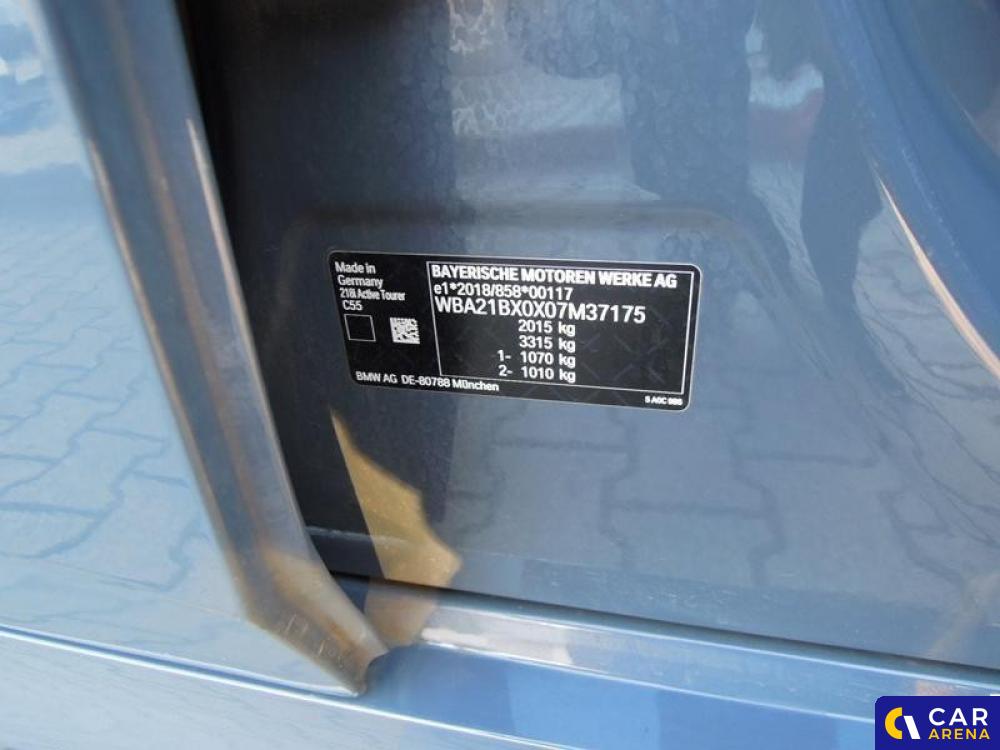 Made in
Germany
218i Active Tourer
C55
BMW AG DE-80788 München
BAYERISCHE MOTOREN WERKE AG
e1*2018/858*00117
WBA21BX0X07M37175
2015 kg
3315 kg
1- 1070 kg
2- 1010 kg
CAR
ARENA